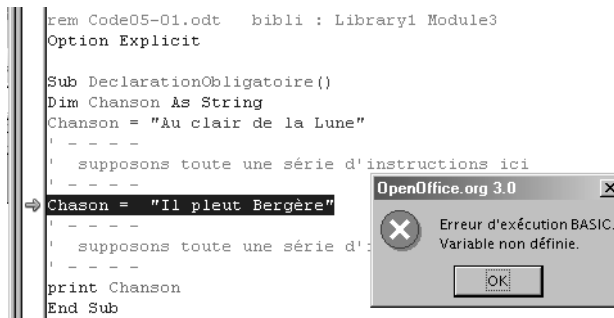 rem Code05-01.odt bibli : Library1 Module3
Option Explicit
Sub DeclarationObligatoire()
Dim Chanson As String
Chanson = "Au clair de la Lune"
' - - - -
' supposons toute une série d'instructions ici
' - - - -
Chason = "Il pleut Bergère"
' - - - -
' supposons toute une série d'i
' - - - -
print Chanson
End Sub
OpenOffice.org 3.0
Erreur d'exécution BASIC.
Variable non définie.
OK